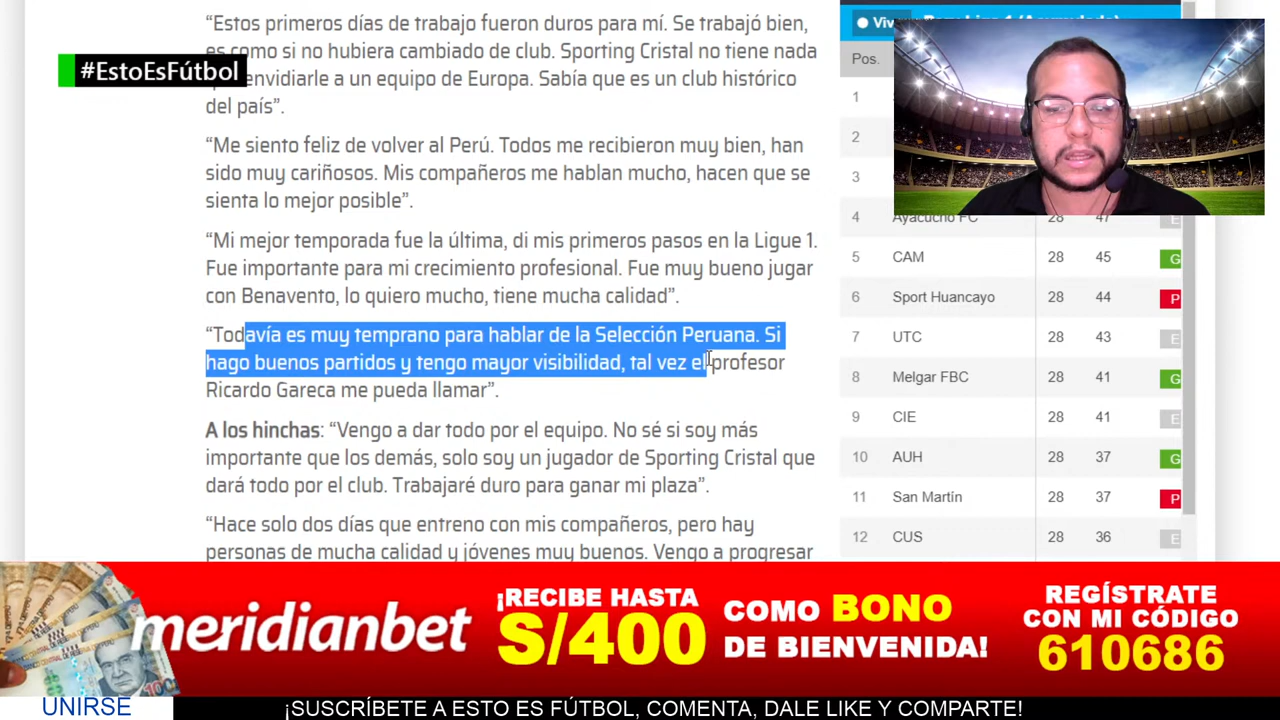 “Estos primeros días de trabajo fueron duros para mí. Se trabajó bien,
es como si no hubiera cambiado de club. Sporting Cristal no tiene nada
envidiarle a un equipo de Europa. Sabía que es un club histórico
del país”.
#EstoEsFútbol
“Me siento feliz de volver al Perú. Todos me recibieron muy bien, han
sido muy cariñosos. Mis compañeros me hablan mucho, hacen que se
sienta lo mejor posible”.
“Mi mejor temporada fue la última, di mis primeros pasos en la Ligue 1.
Fue importante para mi crecimiento profesional. Fue muy bueno jugar
con Benavento, lo quiero mucho, tiene mucha calidad”.
“Todavía es muy temprano para hablar de la Selección Peruana. Si
hago buenos partidos y tengo mayor visibilidad, tal vez el profesor
Ricardo Gareca me pueda llamar”.
A los hinchas: “Vengo a dar todo por el equipo. No sé si soy más
importante que los demás, solo soy un jugador de Sporting Cristal que
dará todo por el club. Trabajaré duro para ganar mi plaza”.
“Hace solo dos días que entreno con mis compañeros, pero hay
personas de mucha calidad y jóvenes muy buenos. Vengo a progresar
Pos.
1
2
3
4 Ayacucho FC 28 47 E
5 CAM 28 45 G
6 Sport Huancayo 28 44 P
7 UTC 28 43 E
8 Melgar FBC 28 41 G
9 CIE 28 41 E
10 AUH 28 37 G
11 San Martín 28 37 P
12 CUS 28 36 E
meridianbet
¡RECIBE HASTA
S/400
COMO BONO
DE BIENVENIDA!
REGÍSTRATE
CON MI CÓDIGO
610686
UNIRSE
¡SUSCRÍBETE A ESTO ES FÚTBOL, COMENTA, DALE LIKE Y COMPARTE!